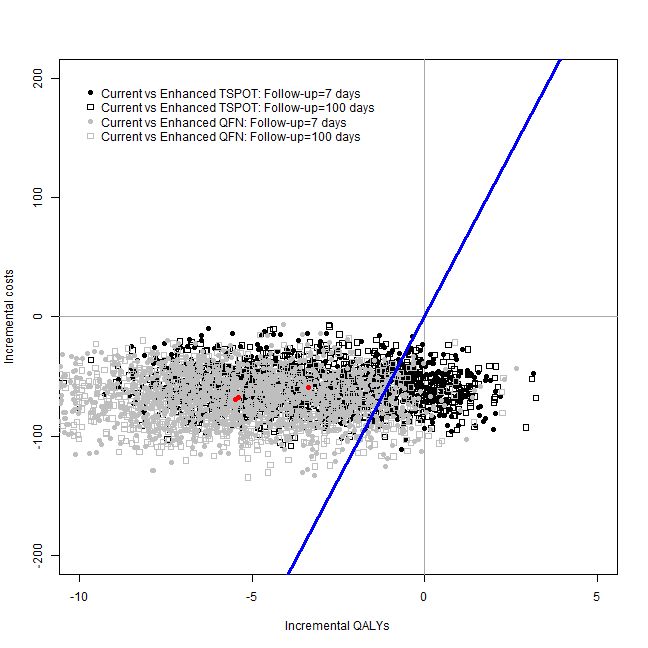 200
100
0
-100
-200
Incremental costs
Current vs Enhanced TSPOT: Follow-up=7 days
Current vs Enhanced TSPOT: Follow-up=100 days
Current vs Enhanced QFN: Follow-up=7 days
Current vs Enhanced QFN: Follow-up=100 days
-10
-5
0
5
Incremental QALYs